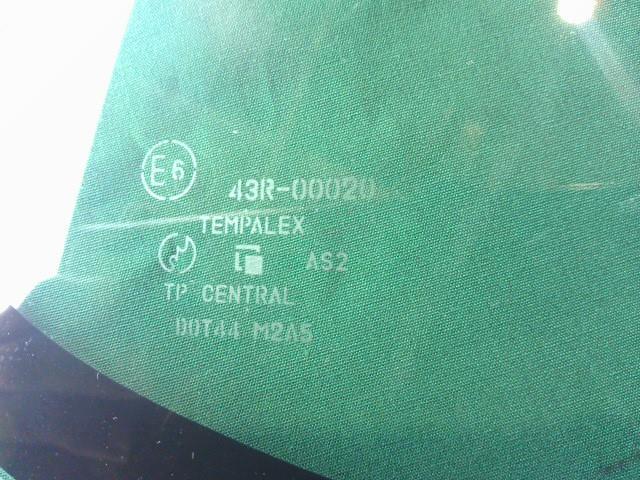 E6
43R-00020
TEMPALEX
AS2
TP CENTRAL
DOT44 M2A5